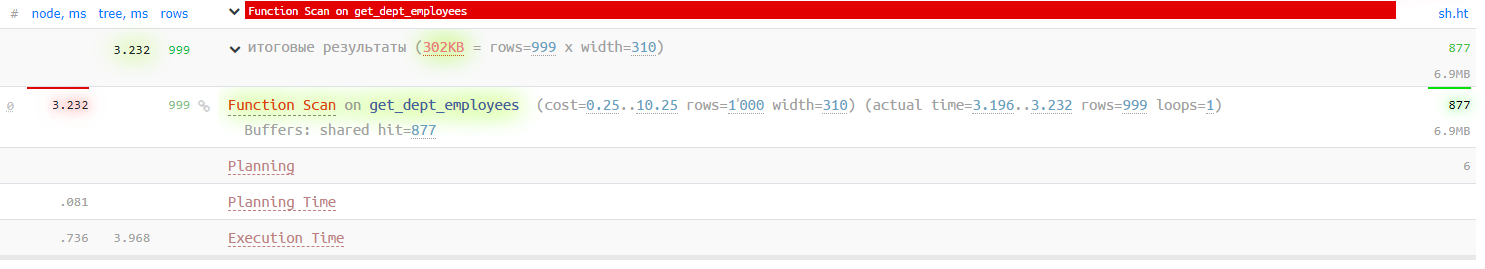 # node, ms tree, ms rows Function Scan on get_dept_employees sh.ht
3.232 999 итоговые результаты (302KB = rows=999 x width=310) 877
6.9MB
0 3.232 999 Function Scan on get_dept_employees (cost=0.25..10.25 rows=1'000 width=310) (actual time=3.196..3.232 rows=999 loops=1) 877
Buffers: shared hit=877 6.9MB
Planning 6
.081 Planning Time
.736 3.968 Execution Time